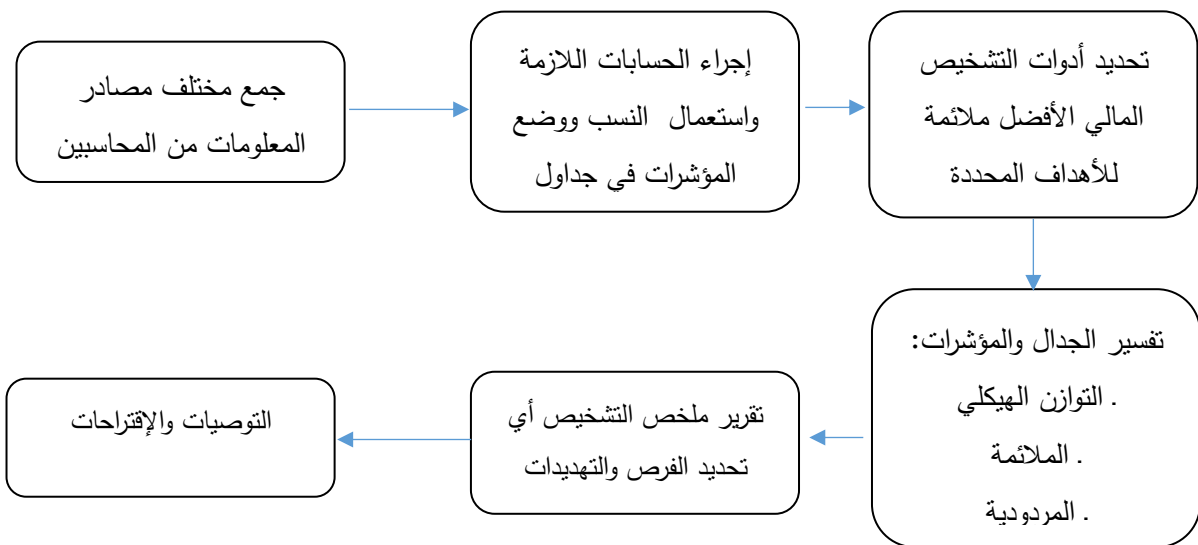 جمع مختلف مصادر
المعلومات من المحاسبين
إجراء الحسابات اللازمة
واستعمال النسب ووضع
المؤشرات في جداول
تحديد أدوات التشخيص
المالي الأفضل ملائمة
للأهداف المحددة
تفسير الجدال والمؤشرات:
. التوازن الهيكلي
. الملائمة
. المردودية
تقرير ملخص التشخيص أي
تحديد الفرص والتهديدات
التوصيات والإقتراحات